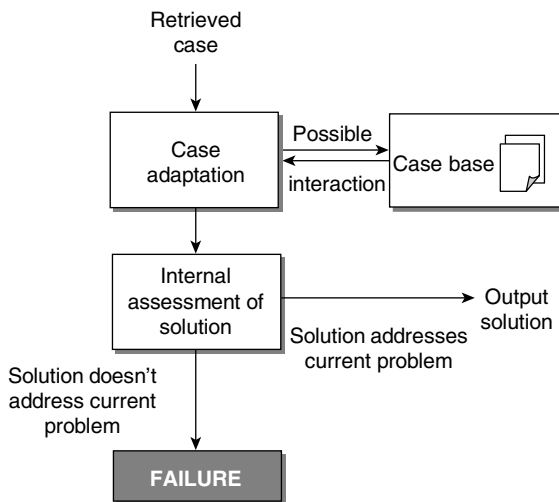 Retrieved
case
Case
adaptation
Possible
interaction
Case base
Internal
assessment of
solution
Output
solution
Solution addresses
current problem
Solution doesn't
address current
problem
FAILURE